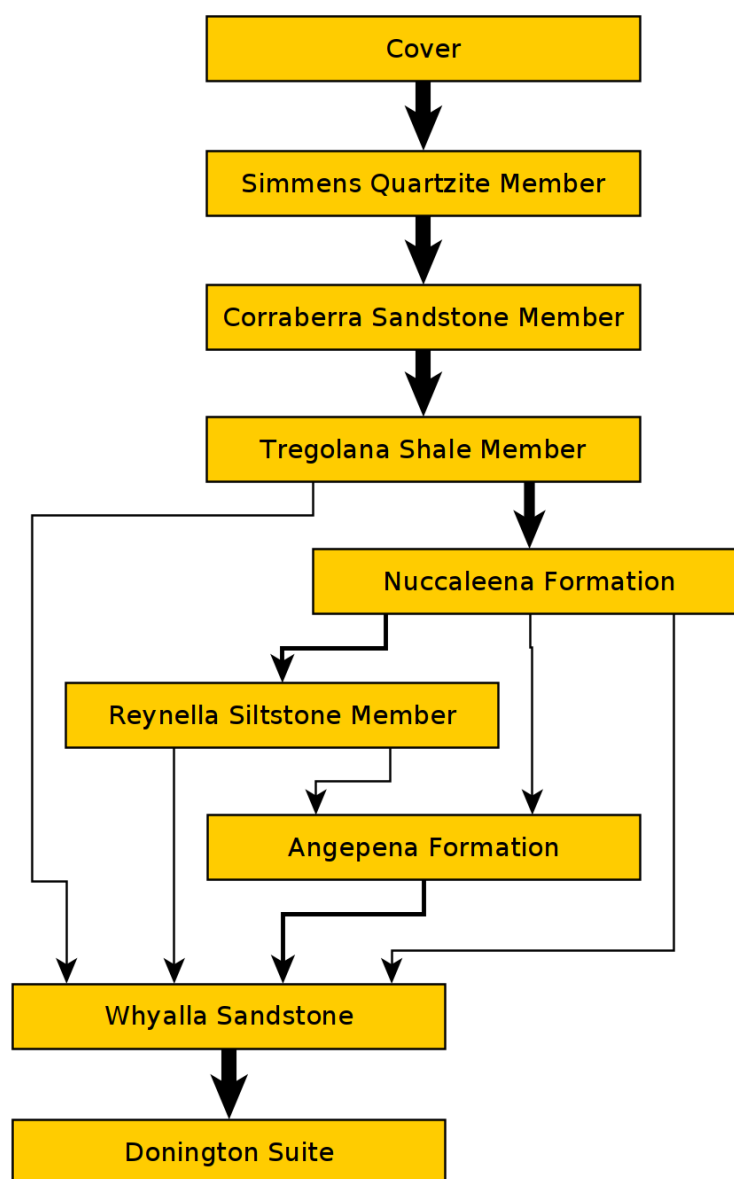 Cover
Simmens Quartzite Member
Corraberra Sandstone Member
Tregolana Shale Member
Nuccaleena Formation
Reynella Siltstone Member
Angepena Formation
Whyalla Sandstone
Donington Suite